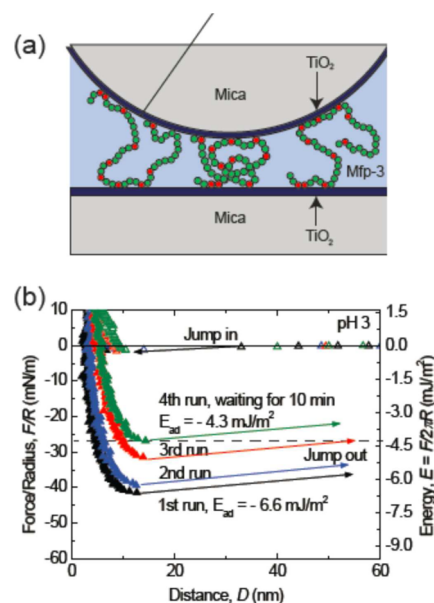 (a)
TiO2
Mica
Mfp-3
Mica
TiO2
(b)
10
0
-10
-20
-30
-40
-50
-60
Force/Radius, F/R (mN/m)
Jump in
pH 3
4th run, waiting for 10 min
Ead = - 4.3 mJ/m2
3rd run
Jump out
2nd run
1st run, Ead = - 6.6 mJ/m2
1.5
0.0
-1.5
-3.0
-4.5
-6.0
-7.5
-9.0
Energy, E = F/2πR (mJ/m2)
0 20 40 60
Distance, D (nm)